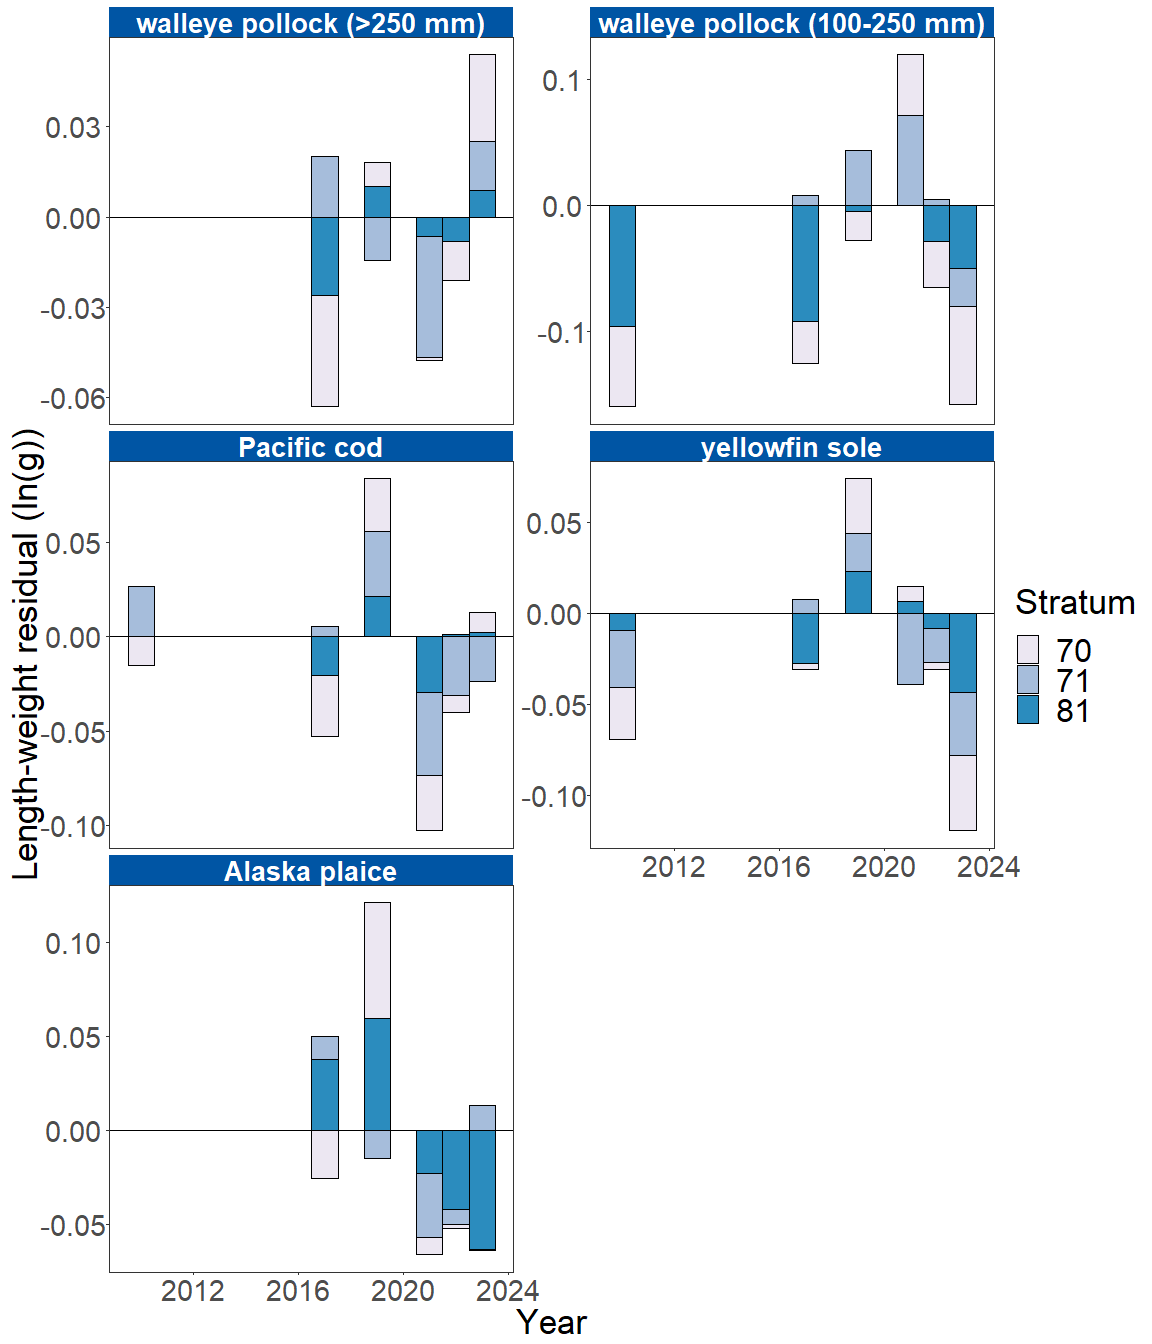 walleye pollock (>250 mm)
walleye pollock (100-250 mm)
0.03
0.00
-0.03
-0.06
0.1
0.0
-0.1
Pacific cod
yellowfin sole
0.05
0.00
-0.05
-0.10
0.05
0.00
-0.05
-0.10
2012 2016 2020 2024
Alaska plaice
0.10
0.05
0.00
-0.05
2012 2016 2020 2024
Year
Length-weight residual (ln(g))
Stratum
70
71
81